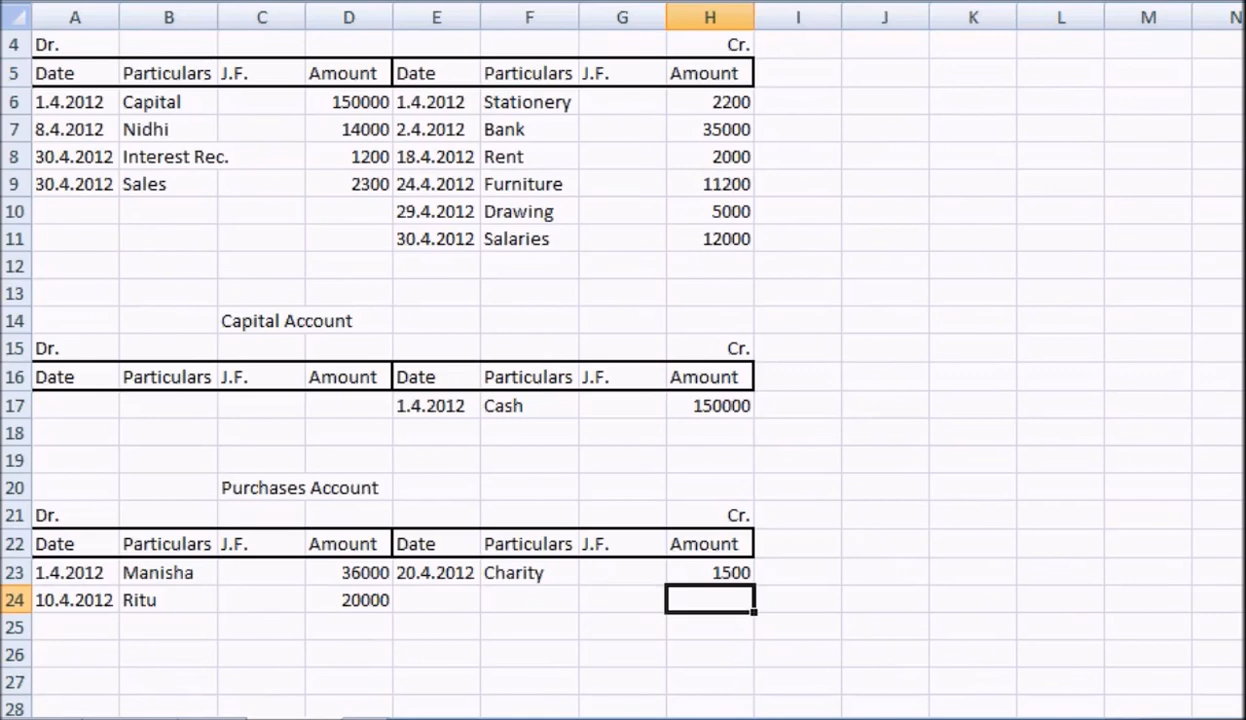 A B C D E F G H I J K L M N
4 Dr. Cr.
5 Date Particulars J.F. Amount Date Particulars J.F. Amount
6 1.4.2012 Capital 150000 1.4.2012 Stationery 2200
7 8.4.2012 Nidhi 14000 2.4.2012 Bank 35000
8 30.4.2012 Interest Rec. 1200 18.4.2012 Rent 2000
9 30.4.2012 Sales 2300 24.4.2012 Furniture 11200
10 29.4.2012 Drawing 5000
11 30.4.2012 Salaries 12000
12
13
14 Capital Account
15 Dr. Cr.
16 Date Particulars J.F. Amount Date Particulars J.F. Amount
17 1.4.2012 Cash 150000
18
19
20 Purchases Account
21 Dr. Cr.
22 Date Particulars J.F. Amount Date Particulars J.F. Amount
23 1.4.2012 Manisha 36000 20.4.2012 Charity 1500
24 10.4.2012 Ritu 20000
25
26
27
28